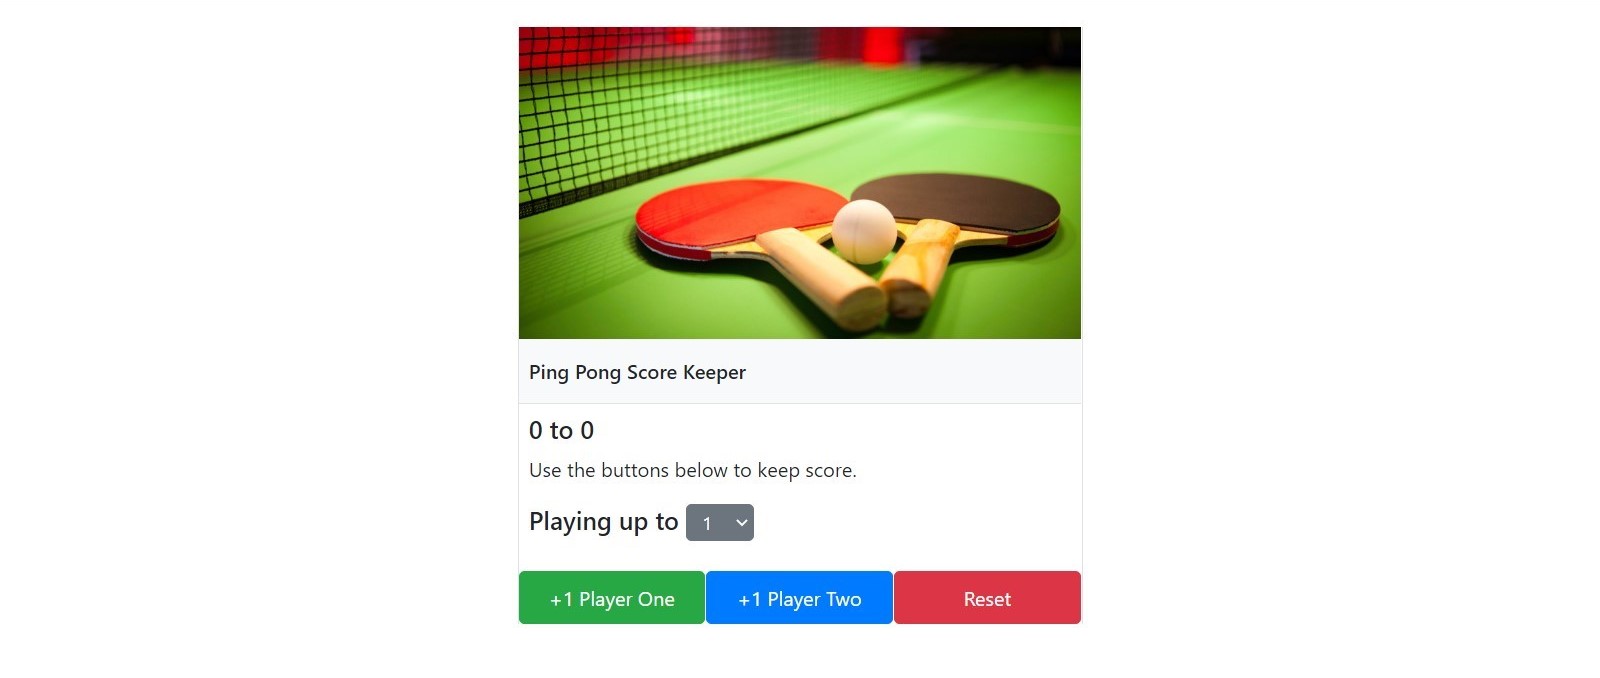 Ping Pong Score Keeper
0 to 0
Use the buttons below to keep score.
Playing up to 1
+1 Player One +1 Player Two Reset